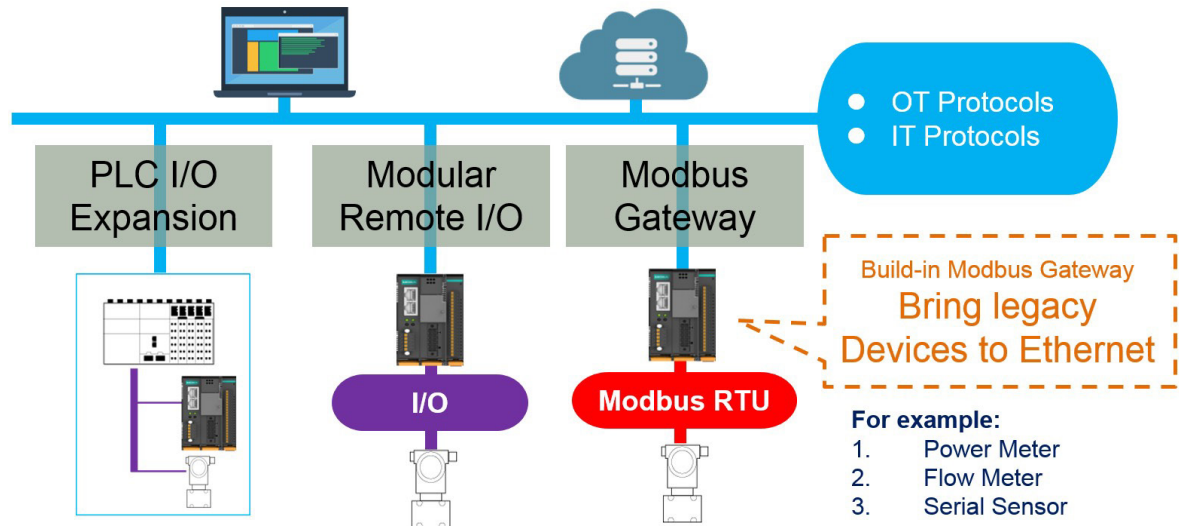 OT Protocols
IT Protocols
PLC I/O
Expansion
Modular
Remote I/O
Modbus
Gateway
Build-in Modbus Gateway
Bring legacy
Devices to Ethernet
I/O
Modbus RTU
For example:
1. Power Meter
2. Flow Meter
3. Serial Sensor